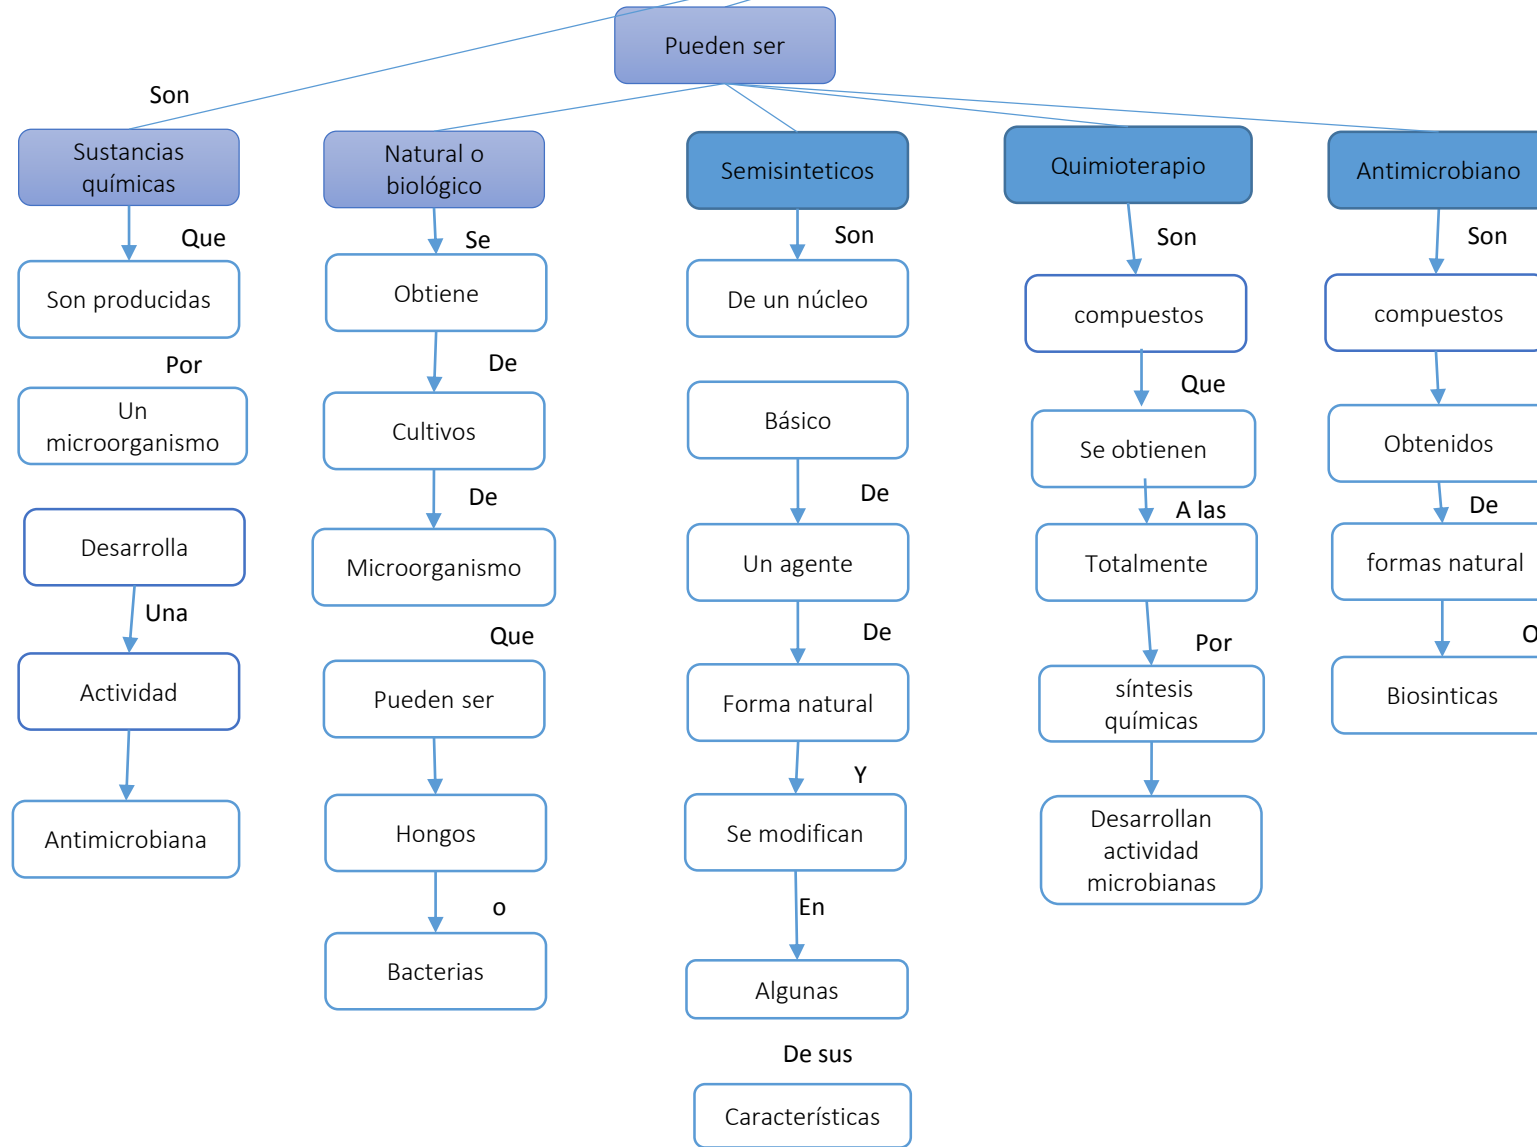 Pueden ser
Son
Sustancias
químicas
Que
Son producidas
Por
Un
microorganismo
Desarrolla
Una
Actividad
Antimicrobiana
Natural o
biológico
Se
Obtiene
De
Cultivos
De
Microorganismo
Que
Pueden ser
Hongos
o
Bacterias
Semisinteticos
Son
De un núcleo
Básico
De
Un agente
De
Forma natural
Y
Se modifican
En
Algunas
De sus
Características
Quimioterapio
Son
compuestos
Que
Se obtienen
A las
Totalmente
Por
síntesis
químicas
Desarrollan
actividad
microbianas
Antimicrobiano
Son
compuestos
Obtenidos
De
formas natural
O
Biosinticas